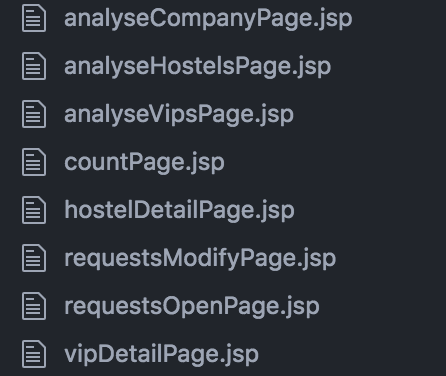 analyseCompanyPage.jsp
analyseHostelsPage.jsp
analyseVipsPage.jsp
countPage.jsp
hostelDetailPage.jsp
requestsModifyPage.jsp
requestsOpenPage.jsp
vipDetailPage.jsp